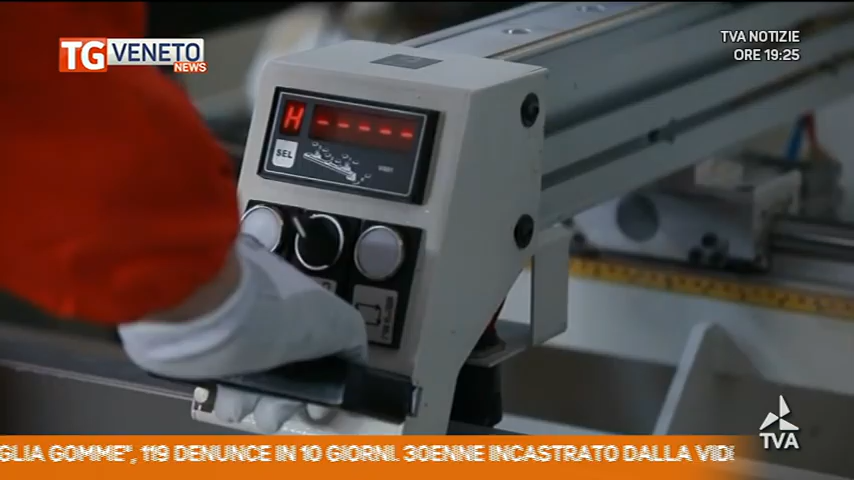 TG VENETO
NEWS
TVA NOTIZIE
ORE 19:25
H -----
SEL
TVA
GLIA GOMME", 119 DENUNCE IN 10 GIORNI. 30ENNE INCASTRATO DALLA VIDE